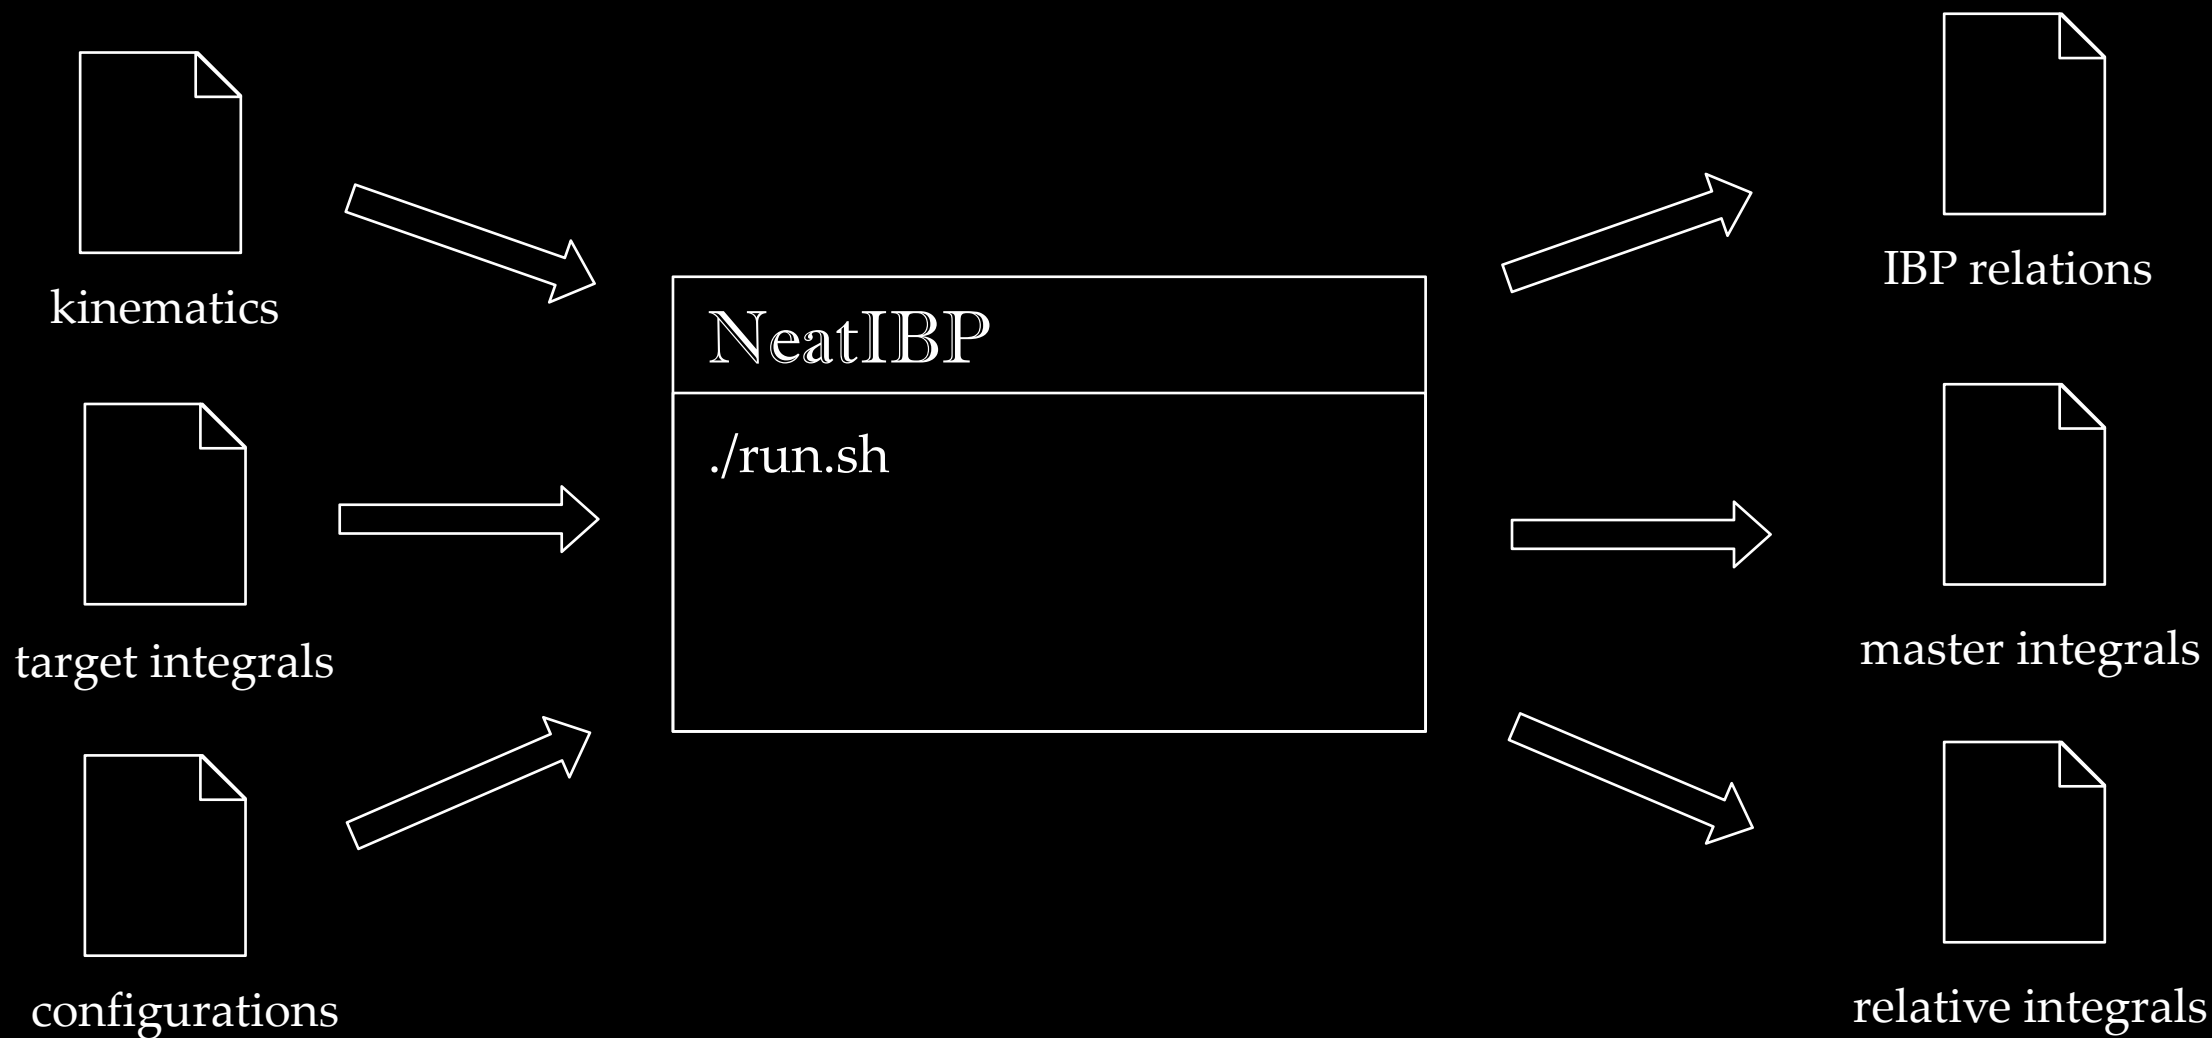 kinematics
target integrals
configurations
NeatIBP
./run.sh
IBP relations
master integrals
relative integrals